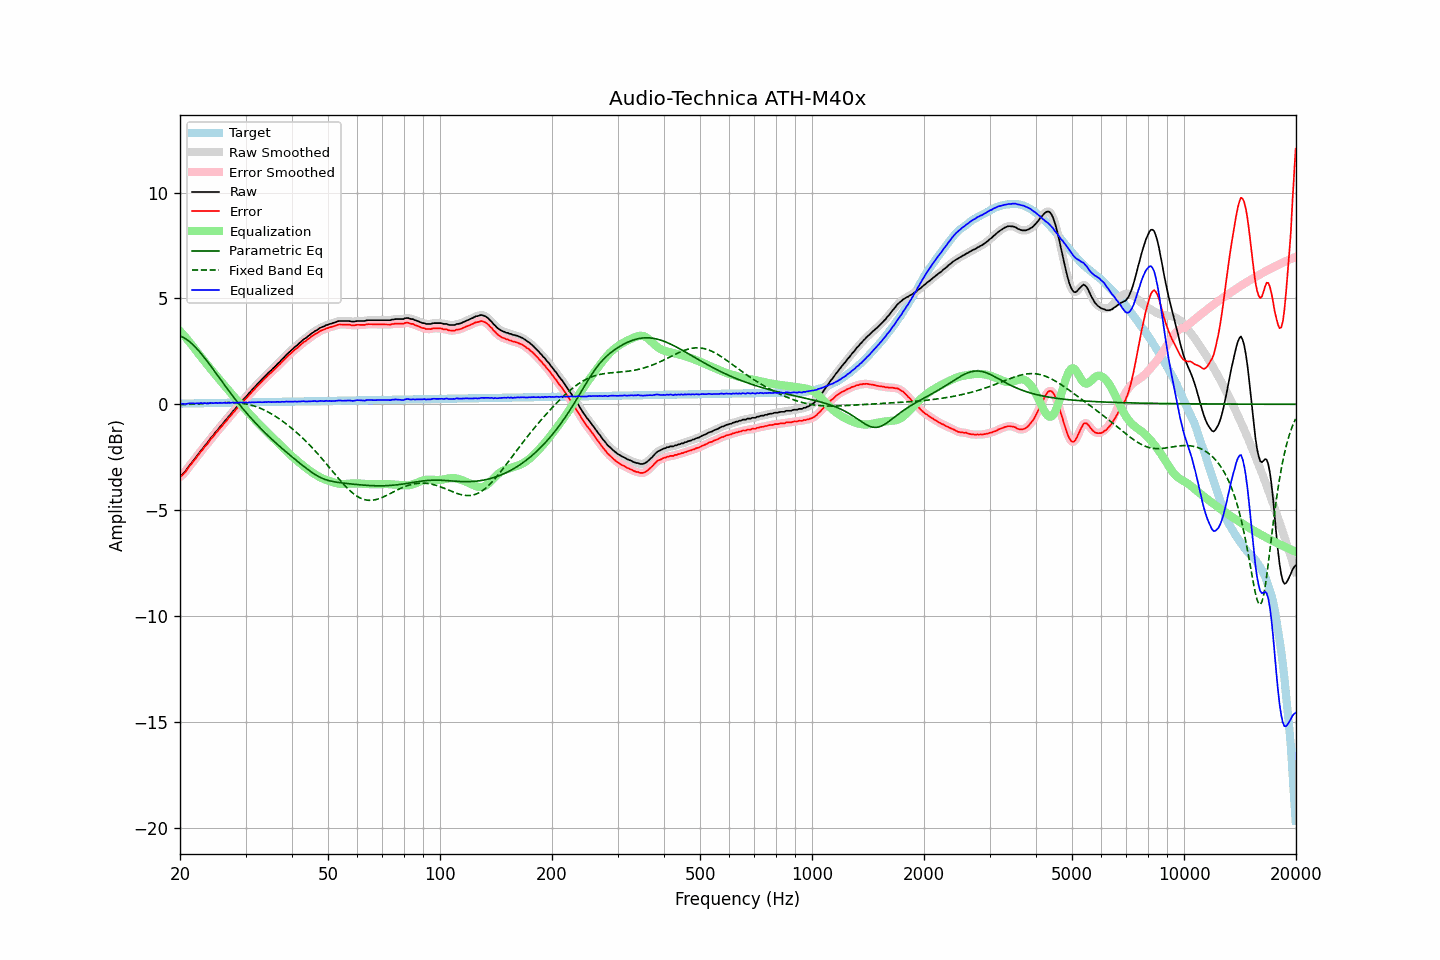 Audio-Technica ATH-M40x
Target
Raw Smoothed
Error Smoothed
Raw
Error
Equalization
Parametric Eq
Fixed Band Eq
Equalized
Amplitude (dBr)
10
5
0
−5
−10
−15
−20
20 50 100 200 500 1000 2000 5000 10000 20000
Frequency (Hz)